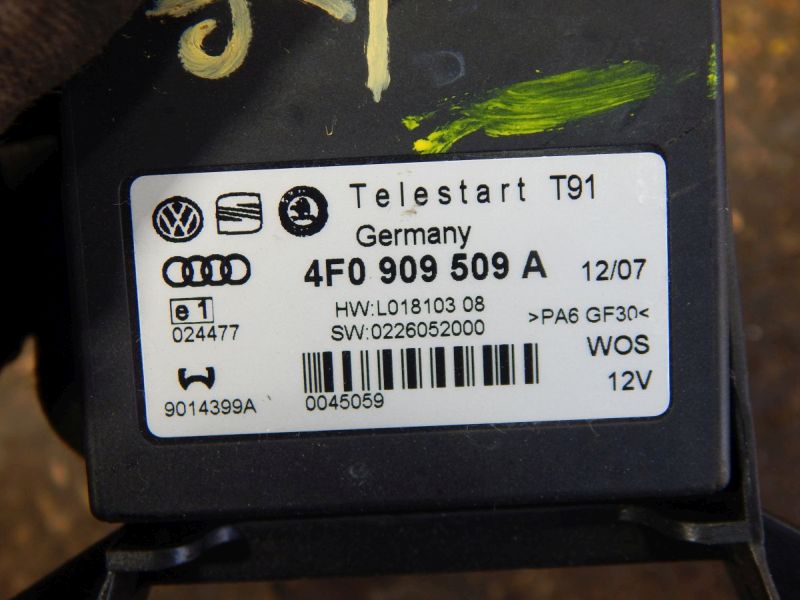 Telestart T91
Germany
4F0 909 509 A 12/07
e1
024477
HW:L018103 08
SW:0226052000
>PA6 GF30<
WOS
12V
9014399A
0045059